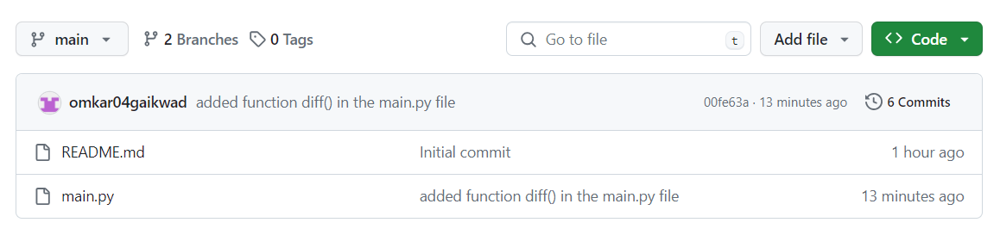 main 2 Branches 0 Tags Go to file t Add file Code
omkar04gaikwad added function diff() in the main.py file 00fe63a · 13 minutes ago 6 Commits
README.md Initial commit 1 hour ago
main.py added function diff() in the main.py file 13 minutes ago